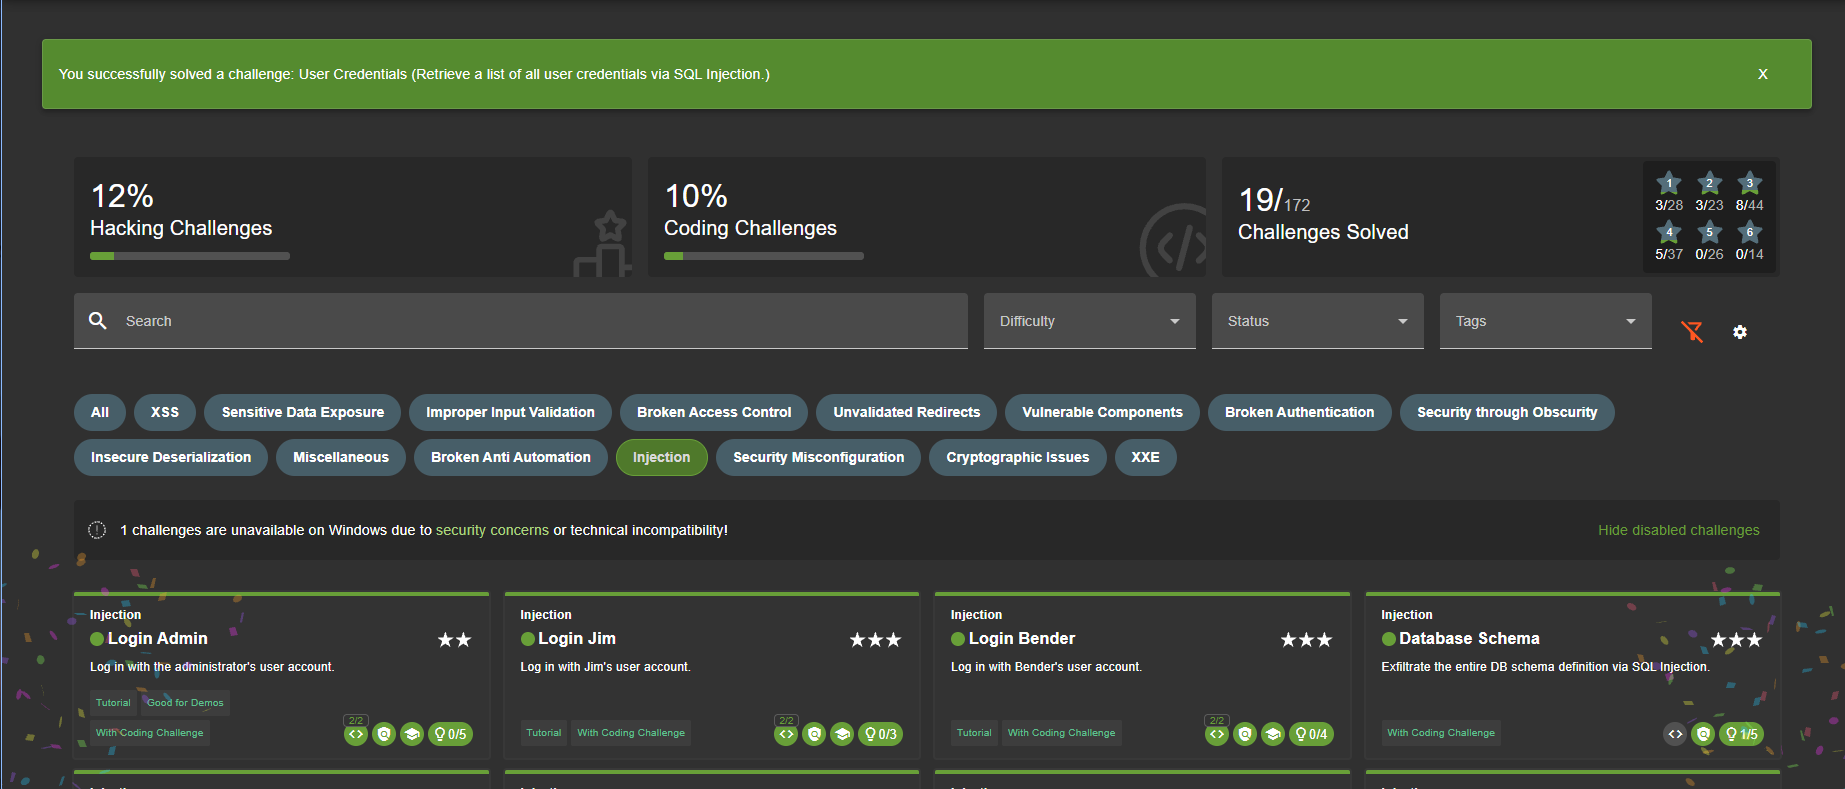 You successfully solved a challenge: User Credentials (Retrieve a list of all user credentials via SQL Injection.)
X
12%
Hacking Challenges
10%
Coding Challenges
19/172
Challenges Solved
1 2 3
3/28 3/23 8/44
4 5 6
5/37 0/26 0/14
Search
Difficulty
Status
Tags
All XSS Sensitive Data Exposure Improper Input Validation Broken Access Control Unvalidated Redirects Vulnerable Components Broken Authentication Security through Obscurity
Insecure Deserialization Miscellaneous Broken Anti Automation Injection Security Misconfiguration Cryptographic Issues XXE
1 challenges are unavailable on Windows due to security concerns or technical incompatibility!
Hide disabled challenges
Injection
Login Admin
Log in with the administrator's user account.
Tutorial Good for Demos
With Coding Challenge
2/2
0/5
Injection
Login Jim
Log in with Jim's user account.
Tutorial With Coding Challenge
2/2
0/3
Injection
Login Bender
Log in with Bender's user account.
Tutorial With Coding Challenge
2/2
0/4
Injection
Database Schema
Exfiltrate the entire DB schema definition via SQL Injection.
With Coding Challenge
1/5